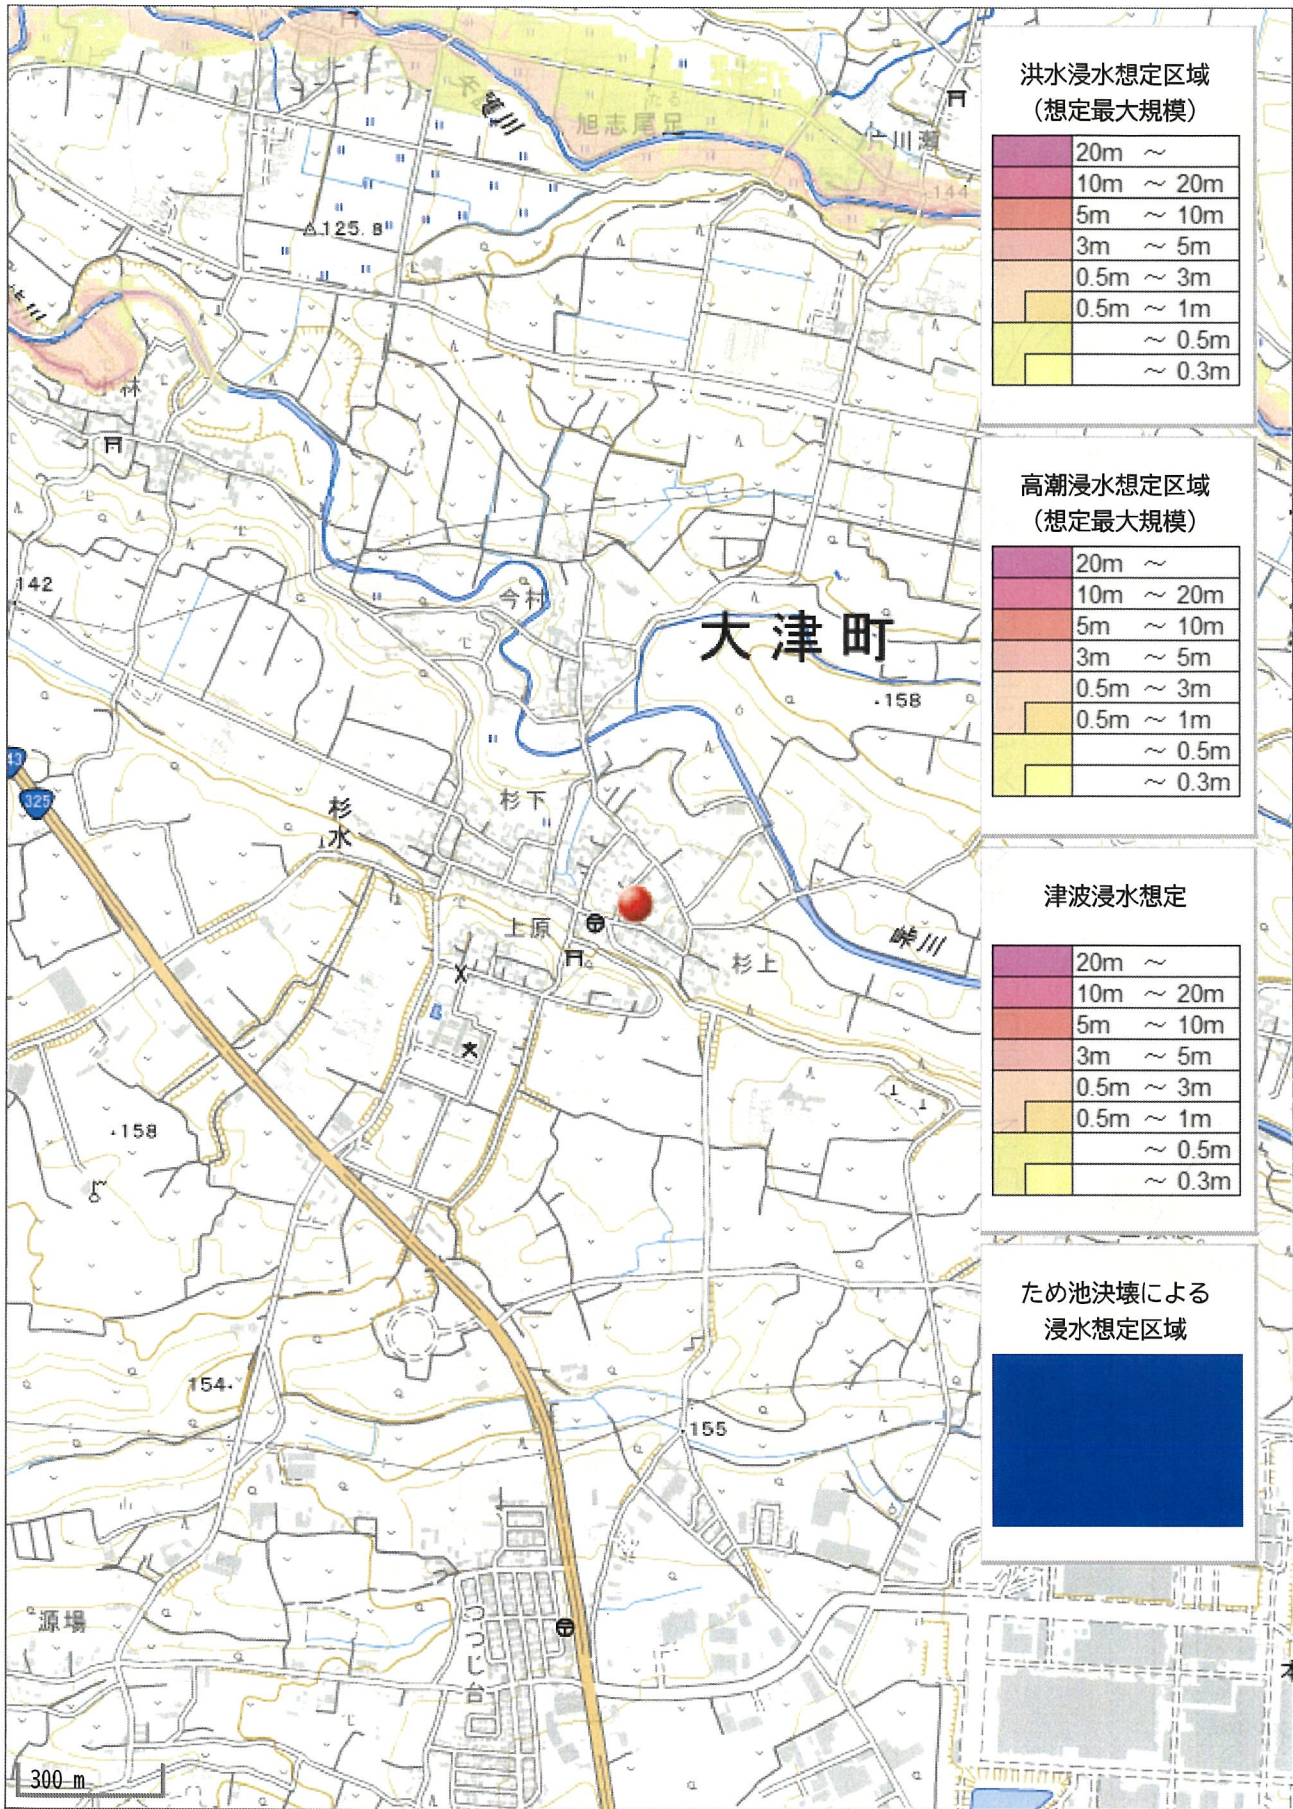 旭志尾足
片川瀬
144
125.8
小林
142
今村
大津町
158
43
325
杉下
杉水
上原
杉上
峠川
158
154
155
源場
つつじ台
300 m
洪水浸水想定区域
(想定最大規模)
20m ～
10m ～ 20m
5m ～ 10m
3m ～ 5m
0.5m ～ 3m
0.5m ～ 1m
～ 0.5m
～ 0.3m
高潮浸水想定区域
(想定最大規模)
20m ～
10m ～ 20m
5m ～ 10m
3m ～ 5m
0.5m ～ 3m
0.5m ～ 1m
～ 0.5m
～ 0.3m
津波浸水想定
20m ～
10m ～ 20m
5m ～ 10m
3m ～ 5m
0.5m ～ 3m
0.5m ～ 1m
～ 0.5m
～ 0.3m
ため池決壊による
浸水想定区域